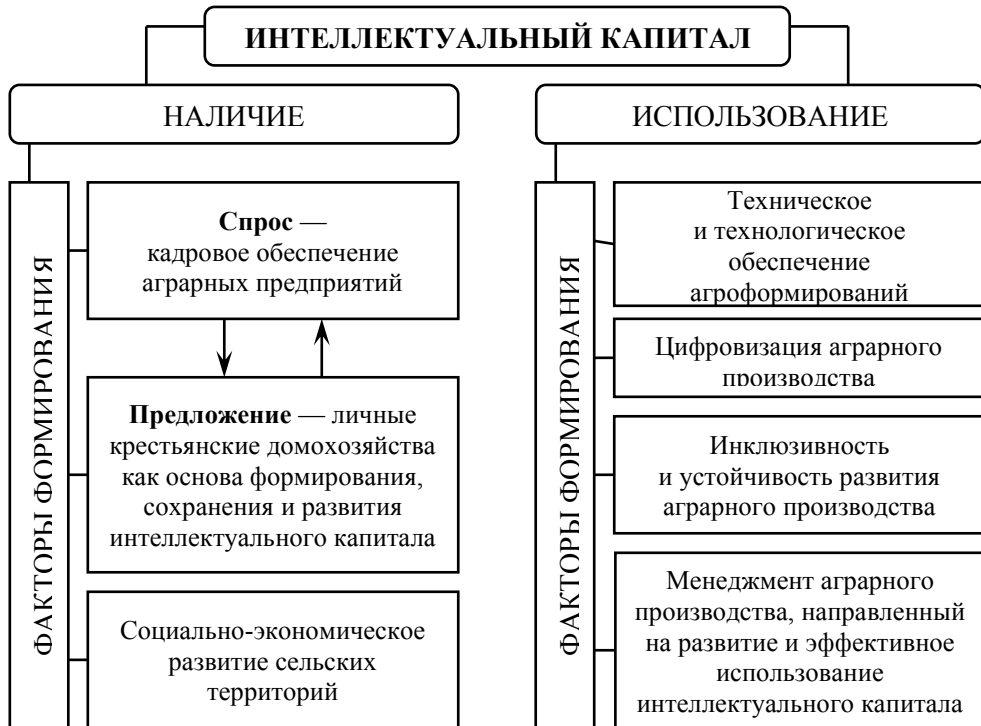 ИНТЕЛЛЕКТУАЛЬНЫЙ КАПИТАЛ
НАЛИЧИЕ
ФАКТОРЫ ФОРМИРОВАНИЯ
Спрос —
кадровое обеспечение
аграрных предприятий
Предложение — личные
крестьянские домохозяйства
как основа формирования,
сохранения и развития
интеллектуального капитала
Социально-экономическое
развитие сельских
территорий
ИСПОЛЬЗОВАНИЕ
ФАКТОРЫ ФОРМИРОВАНИЯ
Техническое
и технологическое
обеспечение
агроформирований
Цифровизация аграрного
производства
Инклюзивность
и устойчивость развития
аграрного производства
Менеджмент аграрного
производства, направленный
на развитие и эффективное
использование
интеллектуального капитала